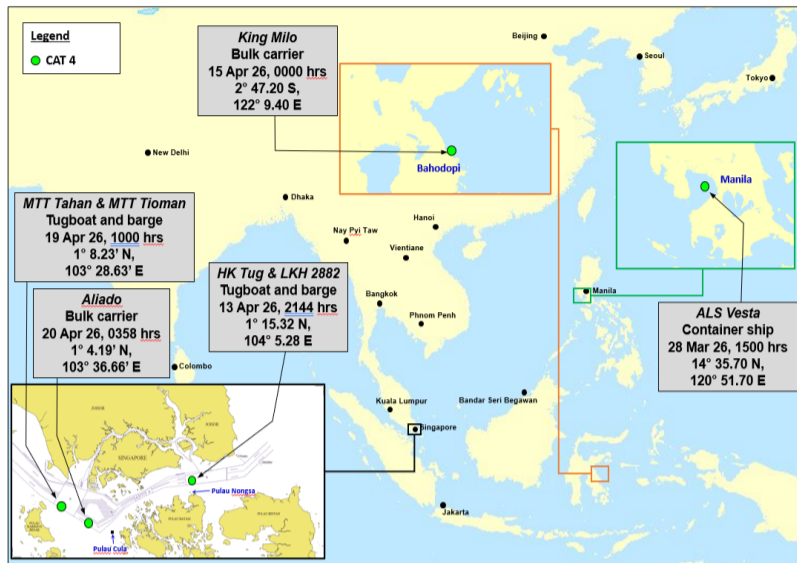 Legend
CAT 4
King Milo
Bulk carrier
15 Apr 26, 0000 hrs
2° 47.20 S,
122° 9.40 E
Beijing
Seoul
Tokyo
Bahodopi
Manila
New Delhi
Dhaka
Hanoi
Nay Pyi Taw
Vientiane
MTT Tahan & MTT Tioman
Tugboat and barge
19 Apr 26, 1000 hrs
1° 8.23' N,
103° 28.63' E
HK Tug & LKH 2882
Tugboat and barge
13 Apr 26, 2144 hrs
1° 15.32 N,
104° 5.28 E
Bangkok
Phnom Penh
Manila
Aliado
Bulk carrier
20 Apr 26, 0358 hrs
1° 4.19' N,
103° 36.66' E
ALS Vesta
Container ship
28 Mar 26, 1500 hrs
14° 35.70 N,
120° 51.70 E
Colombo
Kuala Lumpur
Bandar Seri Begawan
Singapore
SINGAPORE
Pulau Nongsa
Pulau Cula
Jakarta